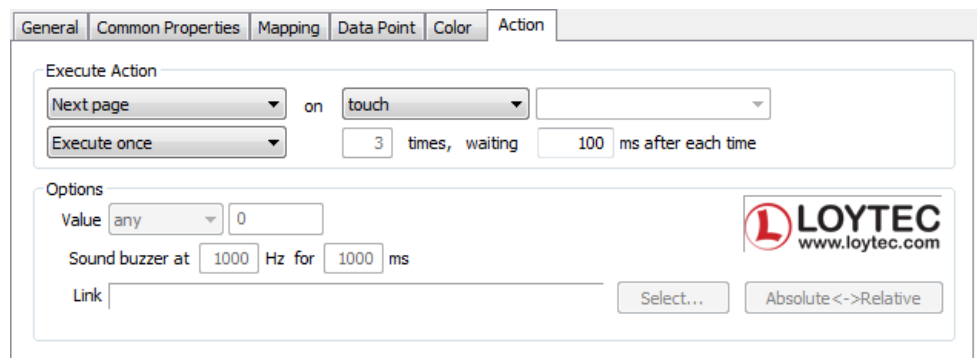 General Common Properties Mapping Data Point Color Action
Execute Action
Next page on touch
Execute once 3 times, waiting 100 ms after each time
Options
Value any 0
LOYTEC
www.loytec.com
Sound buzzer at 1000 Hz for 1000 ms
Link Select... Absolute<->Relative